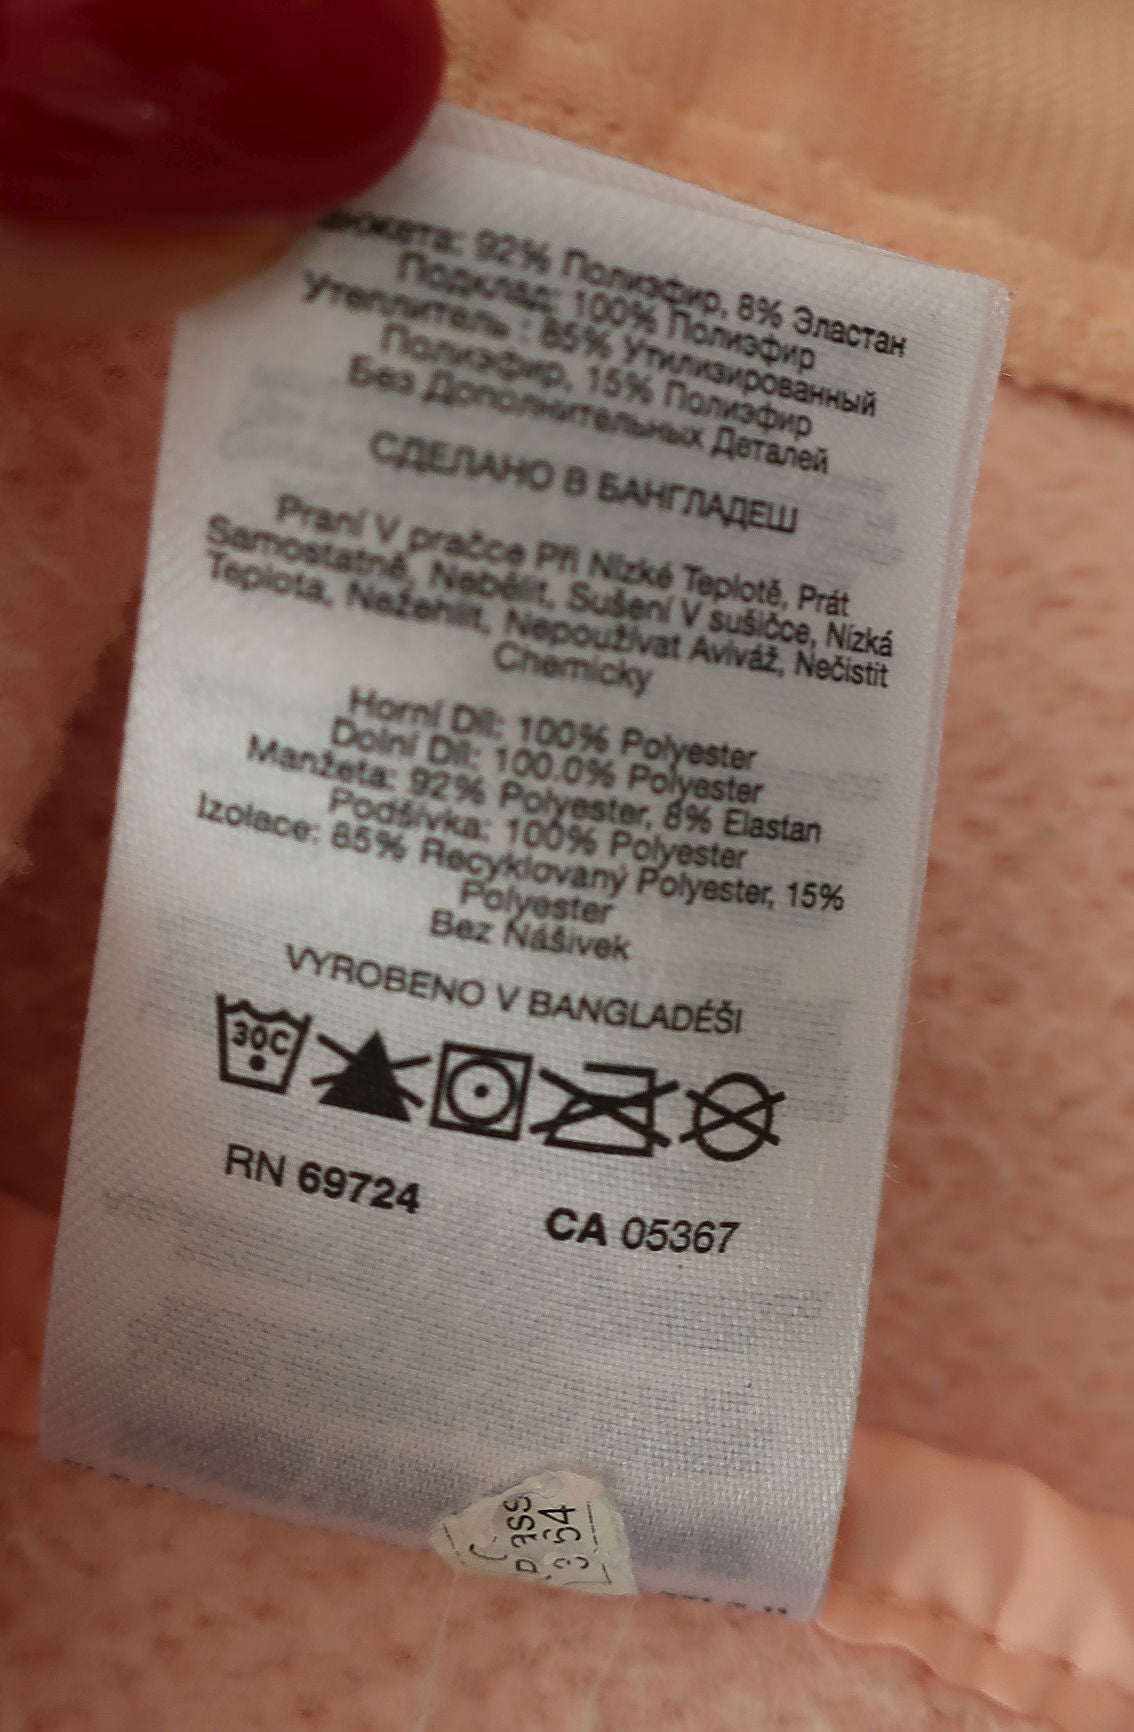 92% Полиэфир, 8% Эластан
Подклад: 100% Полиэфир
Утеплитель : 85% Утилизированный
Полиэфир, 15% Полиэфир
Без Дополнительных Деталей
СДЕЛАНО В БАНГЛАДЕШ
Praní V pračce Při Nízké Teplotě, Prát
Samostatně, Nebělit, Sušení V sušičce, Nízká
Teplota, Nežehlit, Nepoužívat Aviváž, Nečistit
Chemicky
Horní Díl: 100% Polyester
Dolní Díl: 100.0% Polyester
Manžeta: 92% Polyester, 8% Elastan
Podšívka: 100% Polyester
Izolace: 85% Recyklovaný Polyester, 15%
Polyester
Bez Nášivek
VYROBENO V BANGLADÉŠI
30C
RN 69724
CA 05367